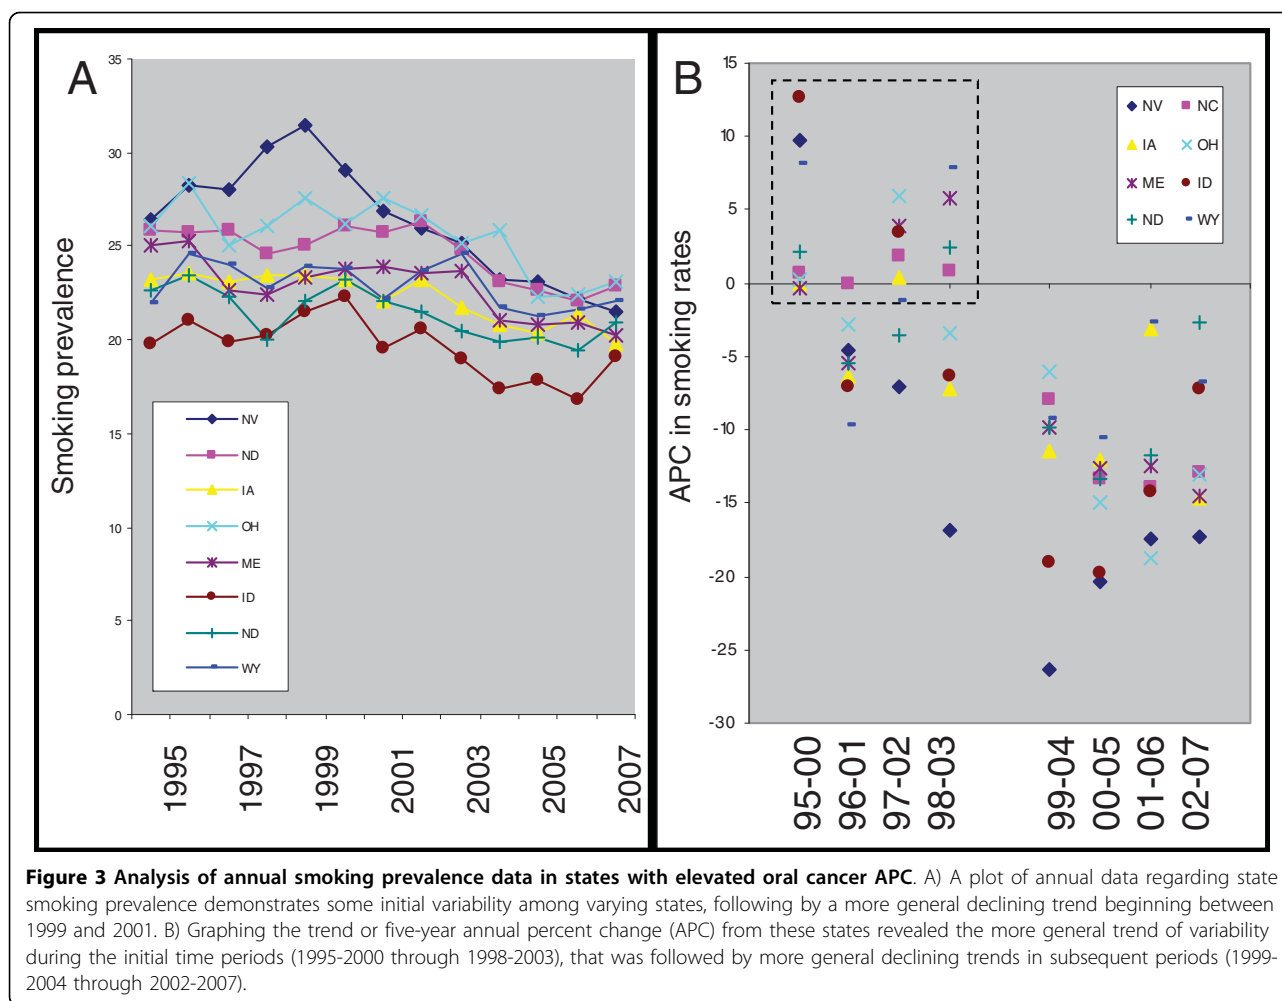 A
Smoking prevalence
35
30
25
20
15
10
5
0
NV
ND
IA
OH
ME
ID
ND
WY
1995
1997
1999
2001
2003
2005
2007
B
APC in smoking rates
15
10
5
0
-5
-10
-15
-20
-25
-30
NV NC
IA OH
ME ID
ND WY
95-00
96-01
97-02
98-03
99-04
00-05
01-06
02-07
Figure 3 Analysis of annual smoking prevalence data in states with elevated oral cancer APC. A) A plot of annual data regarding state
smoking prevalence demonstrates some initial variability among varying states, following by a more general declining trend beginning between
1999 and 2001. B) Graphing the trend or five-year annual percent change (APC) from these states revealed the more general trend of variability
during the initial time periods (1995-2000 through 1998-2003), that was followed by more general declining trends in subsequent periods (1999-
2004 through 2002-2007).